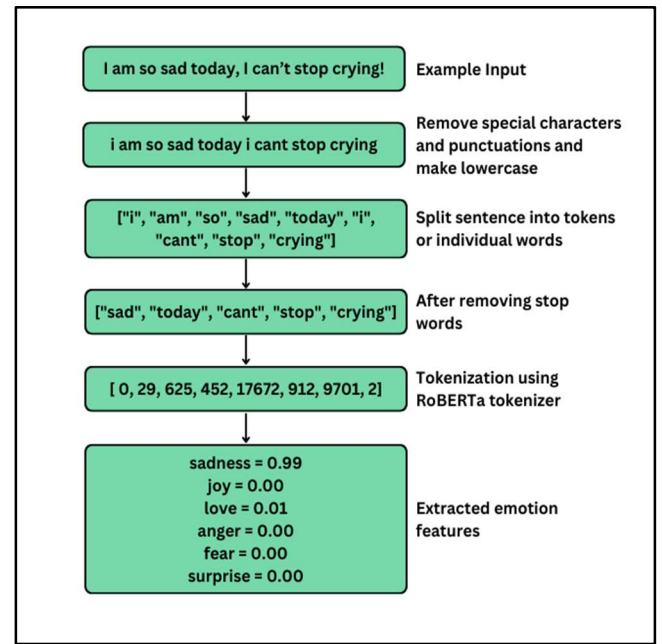 I am so sad today, I can’t stop crying!
Example Input
i am so sad today i cant stop crying
Remove special characters
and punctuations and
make lowercase
["i", "am", "so", "sad", "today", "i",
"cant", "stop", "crying"]
Split sentence into tokens
or individual words
["sad", "today", "cant", "stop", "crying"]
After removing stop
words
[ 0, 29, 625, 452, 17672, 912, 9701, 2]
Tokenization using
RoBERTa tokenizer
sadness = 0.99
joy = 0.00
love = 0.01
anger = 0.00
fear = 0.00
surprise = 0.00
Extracted emotion
features